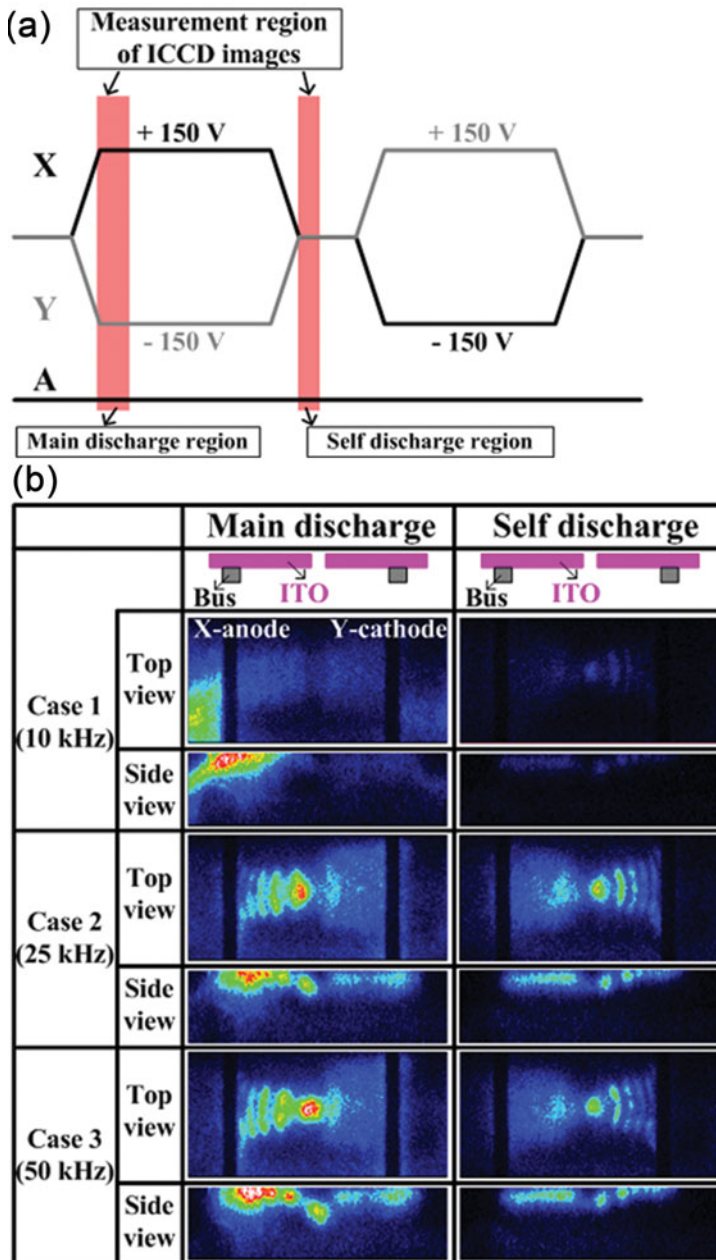 (a)
Measurement region
of ICCD images
+ 150 V
+ 150 V
X
Y
- 150 V
- 150 V
A
Main discharge region
Self discharge region
(b)
Main discharge
Self discharge
Bus
ITO
Bus
ITO
Case 1
(10 kHz)
Top
view
X-anode
Y-cathode
Side
view
Case 2
(25 kHz)
Top
view
Side
view
Case 3
(50 kHz)
Top
view
Side
view